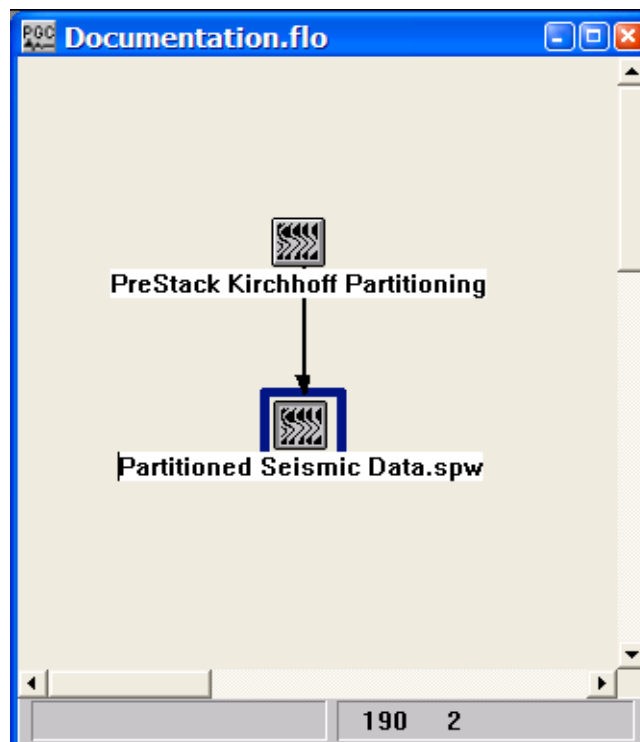 PGC Documentation.flo
PreStack Kirchhoff Partitioning
Partitioned Seismic Data.spw
190 2